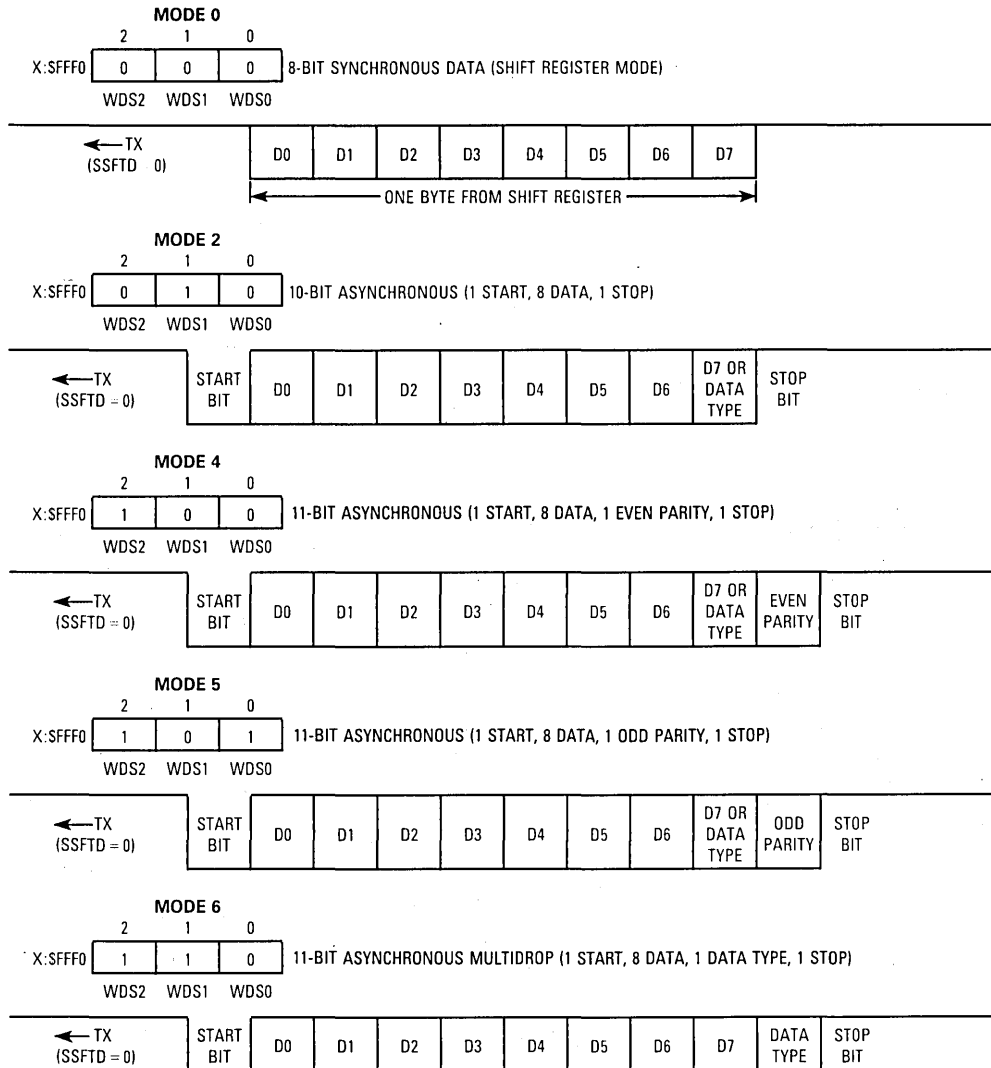 MODE 0
2 1 0
X:$FFF0 0 0 0 8-BIT SYNCHRONOUS DATA (SHIFT REGISTER MODE)
WDS2 WDS1 WDS0
TX
(SSFTD 0)
D0 D1 D2 D3 D4 D5 D6 D7
ONE BYTE FROM SHIFT REGISTER
MODE 2
2 1 0
X:$FFF0 0 1 0 10-BIT ASYNCHRONOUS (1 START, 8 DATA, 1 STOP)
WDS2 WDS1 WDS0
TX
(SSFTD = 0)
START
BIT
D0 D1 D2 D3 D4 D5 D6
D7 OR
DATA
TYPE
STOP
BIT
MODE 4
2 1 0
X:$FFF0 1 0 0 11-BIT ASYNCHRONOUS (1 START, 8 DATA, 1 EVEN PARITY, 1 STOP)
WDS2 WDS1 WDS0
TX
(SSFTD = 0)
START
BIT
D0 D1 D2 D3 D4 D5 D6
D7 OR
DATA
TYPE
EVEN
PARITY
STOP
BIT
MODE 5
2 1 0
X:$FFF0 1 0 1 11-BIT ASYNCHRONOUS (1 START, 8 DATA, 1 ODD PARITY, 1 STOP)
WDS2 WDS1 WDS0
TX
(SSFTD = 0)
START
BIT
D0 D1 D2 D3 D4 D5 D6
D7 OR
DATA
TYPE
ODD
PARITY
STOP
BIT
MODE 6
2 1 0
X:$FFF0 1 1 0 11-BIT ASYNCHRONOUS MULTIDROP (1 START, 8 DATA, 1 DATA TYPE, 1 STOP)
WDS2 WDS1 WDS0
TX
(SSFTD = 0)
START
BIT
D0 D1 D2 D3 D4 D5 D6 D7
DATA
TYPE
STOP
BIT